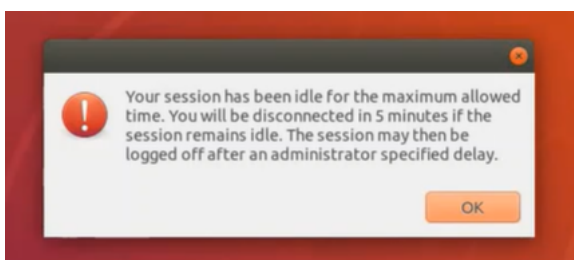 Your session has been idle for the maximum allowed
time. You will be disconnected in 5 minutes if the
session remains idle. The session may then be
logged off after an administrator specified delay.
OK